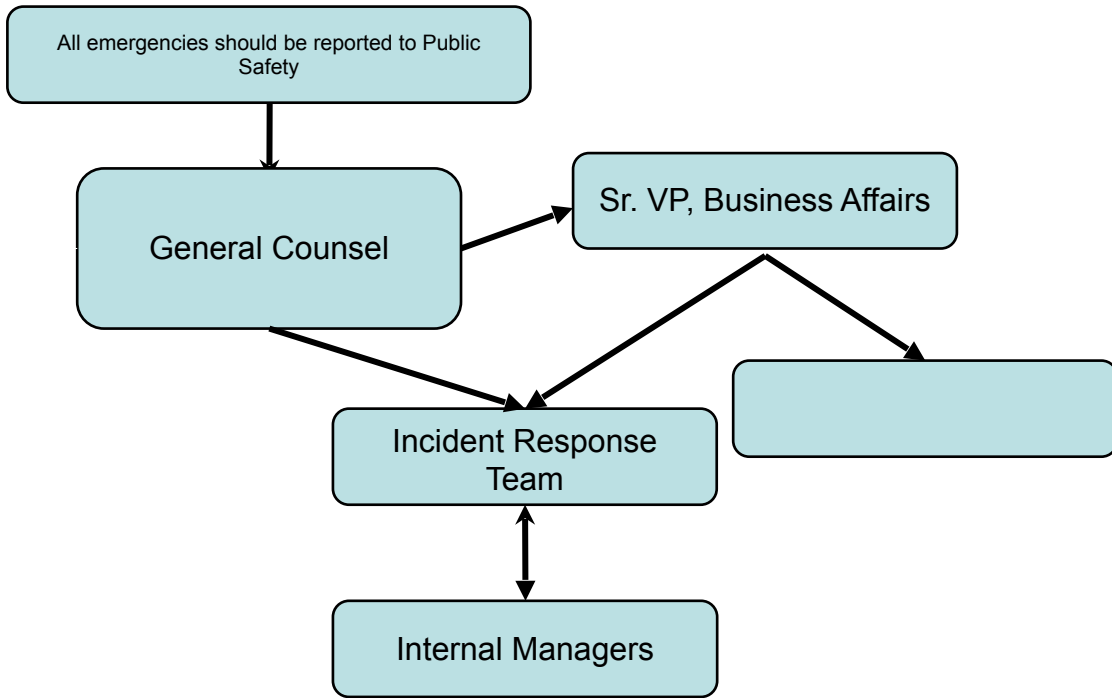 All emergencies should be reported to Public
Safety
General Counsel
Sr. VP, Business Affairs
Incident Response
Team
Internal Managers